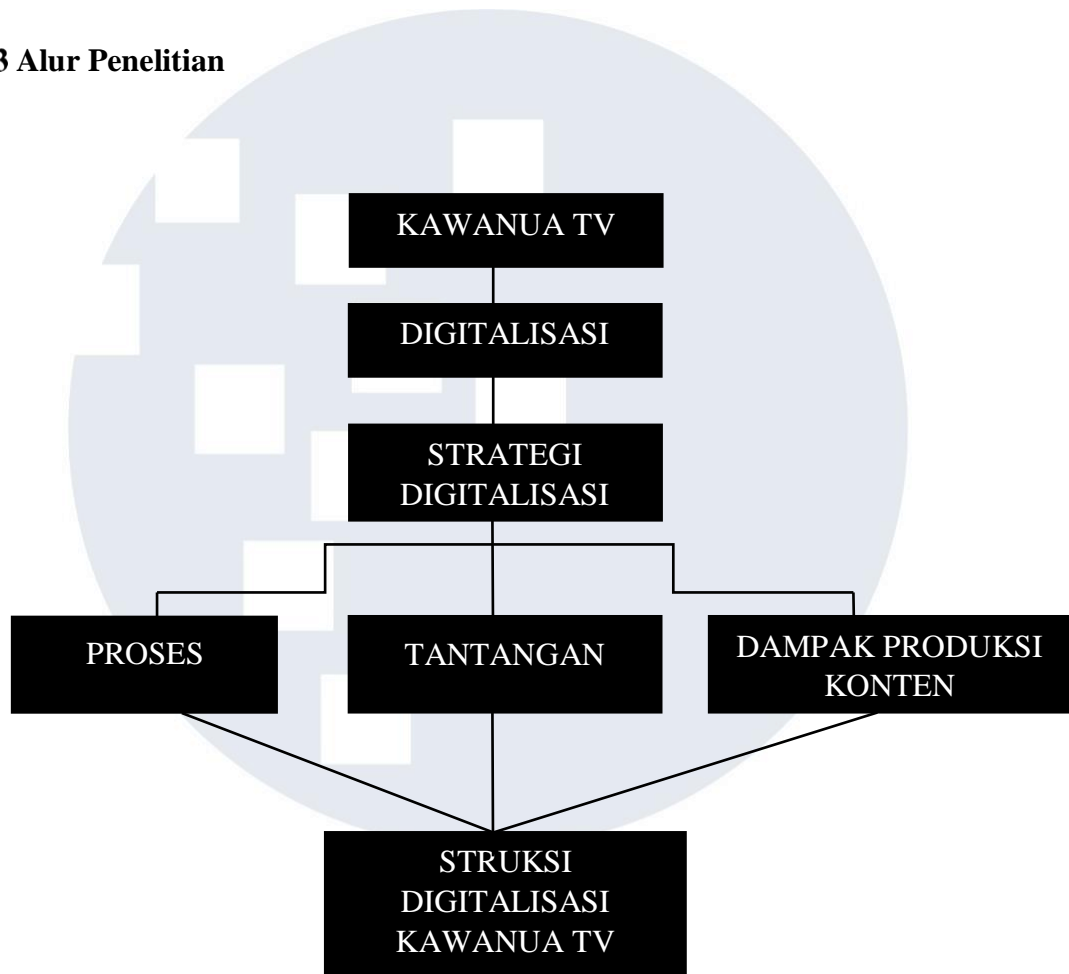 3 Alur Penelitian
KAWANUA TV
DIGITALISASI
STRATEGI
DIGITALISASI
PROSES
TANTANGAN
DAMPAK PRODUKSI
KONTEN
STRUKSI
DIGITALISASI
KAWANUA TV